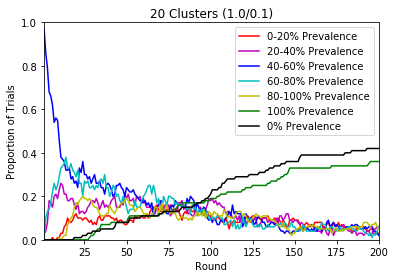 20 Clusters (1.0/0.1)
1.0
0.8
0.6
0.4
0.2
0.0
Proportion of Trials
0-20% Prevalence
20-40% Prevalence
40-60% Prevalence
60-80% Prevalence
80-100% Prevalence
100% Prevalence
0% Prevalence
25 50 75 100 125 150 175 200
Round